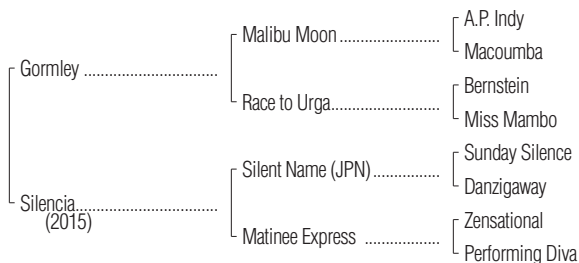 A.P. Indy
Malibu Moon ........................
Macoumba
Gormley ................................
Bernstein
Race to Urga..........................
Miss Mambo
Sunday Silence
Silent Name (JPN)................
Danzigaway
Silencia..................................
(2015)
Zensational
Matinee Express ..................
Performing Diva